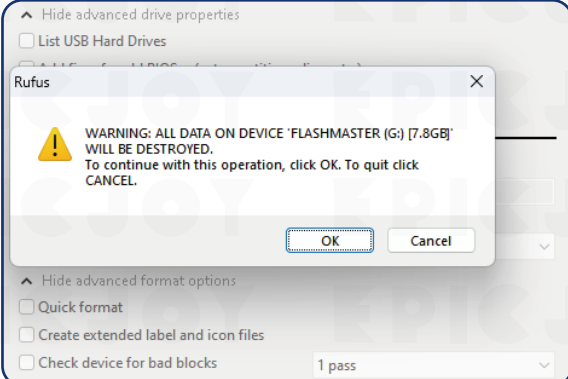 Hide advanced drive properties
List USB Hard Drives
Rufus
WARNING: ALL DATA ON DEVICE 'FLASHMASTER (G:) [7.8GB]'
WILL BE DESTROYED.
To continue with this operation, click OK. To quit click
CANCEL.
OK Cancel
Hide advanced format options
Quick format
Create extended label and icon files
Check device for bad blocks 1 pass